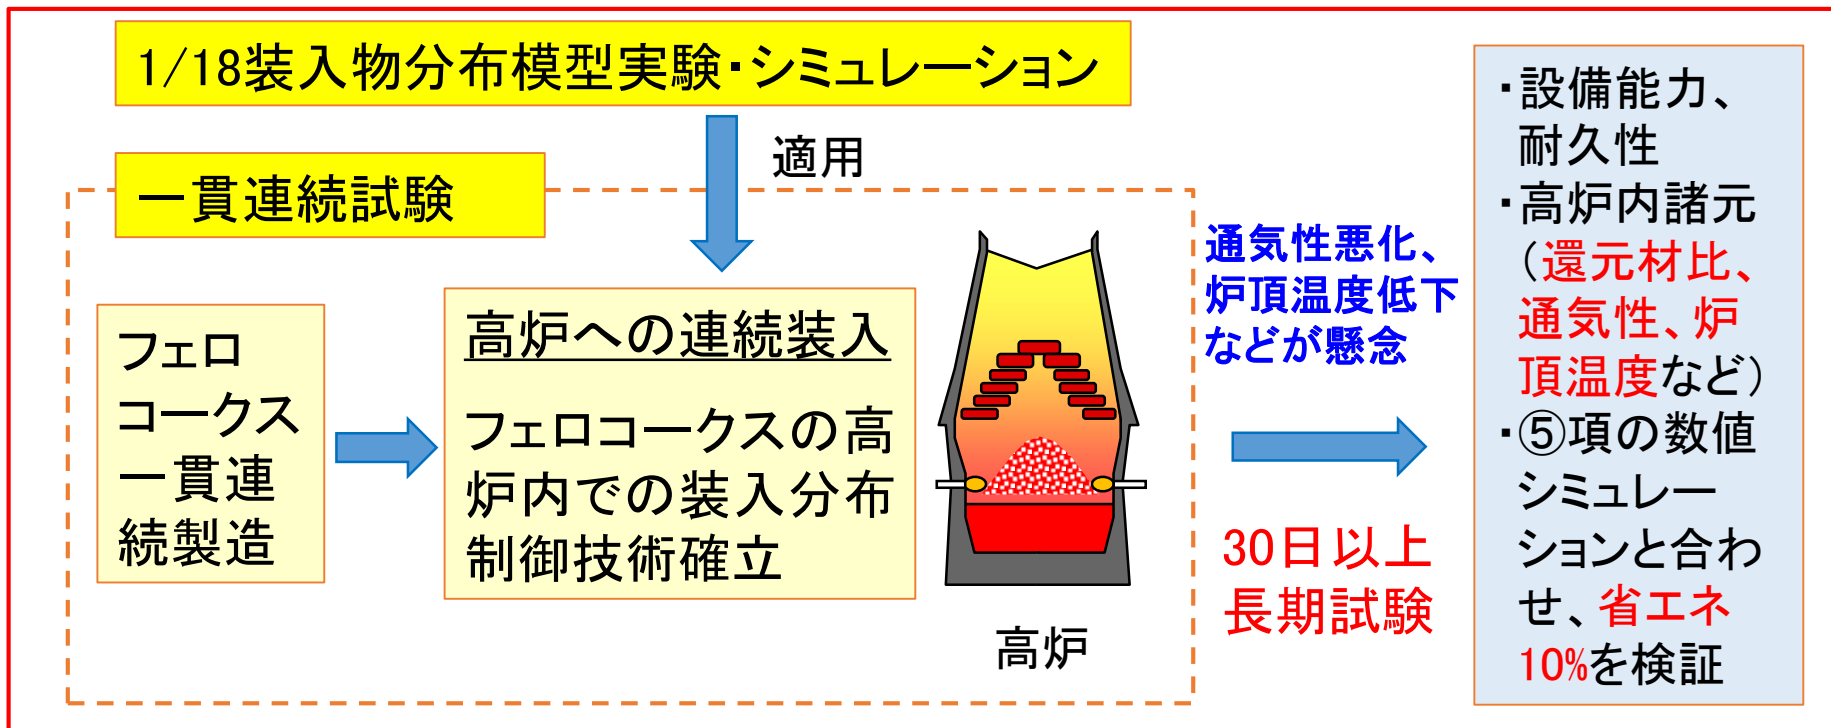 1/18装入物分布模型実験・シミュレーション
適用
一貫連続試験
フェロ
コークス
一貫連
続製造
高炉への連続装入
フェロコークスの高
炉内での装入分布
制御技術確立
高炉
通気性悪化、
炉頂温度低下
などが懸念
30日以上
長期試験
・設備能力、
耐久性
・高炉内諸元
（還元材比、
通気性、炉
頂温度など）
・⑤項の数値
シミュレー
ションと合わ
せ、省エネ
10%を検証